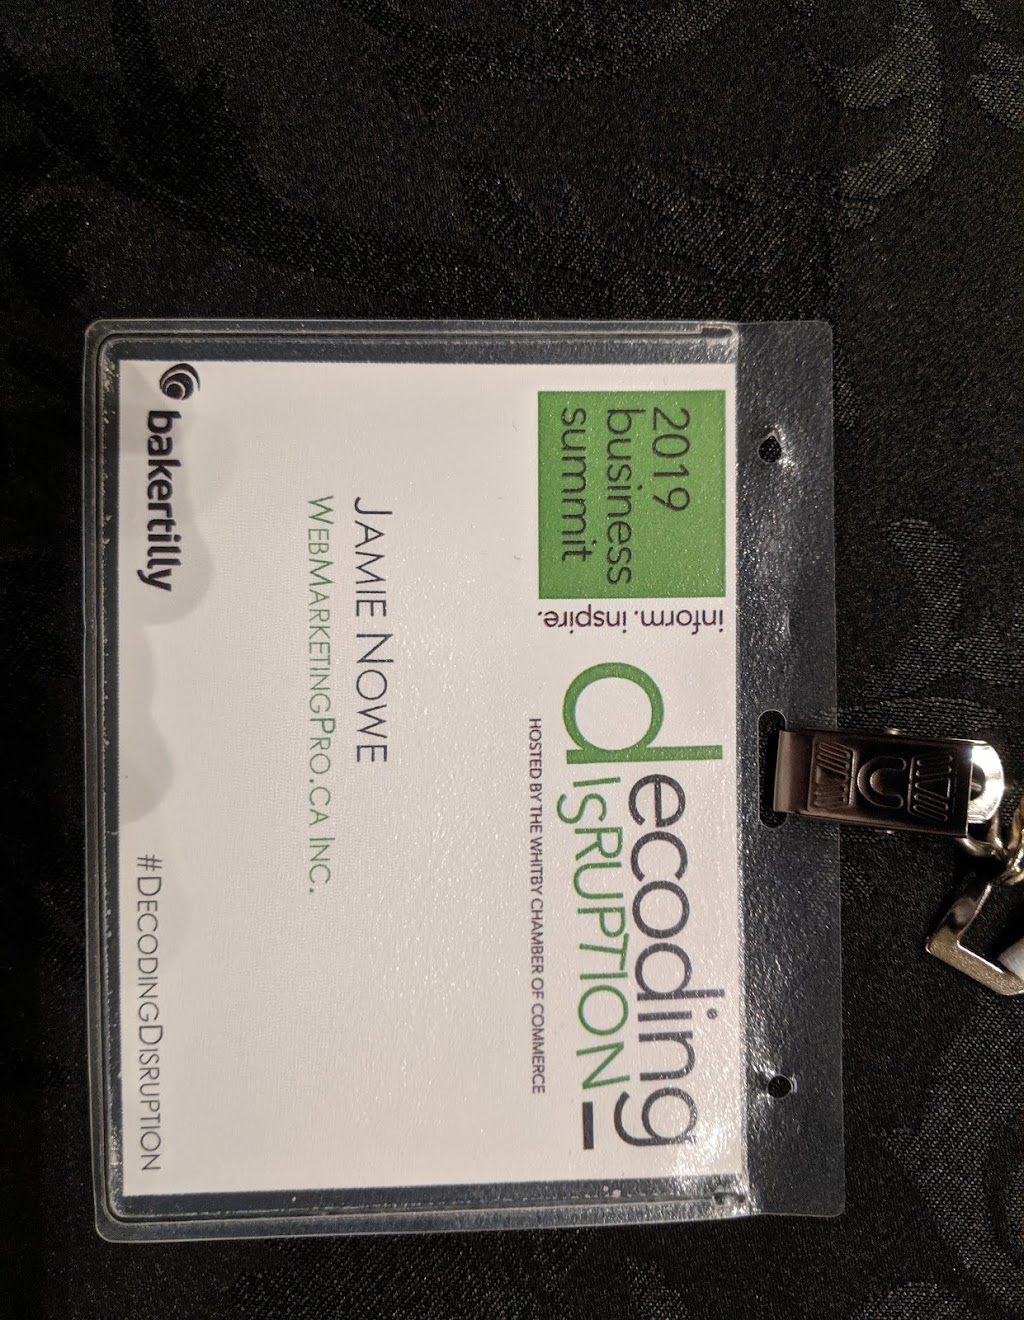 2019
business
summit
inform. inspire.
decoding
DISRUPTION_
HOSTED BY THE WHITBY CHAMBER OF COMMERCE
JAMIE NOWE
WEBMARKETINGPRO.CA INC.
bakertilly
#DECODINGDISRUPTION